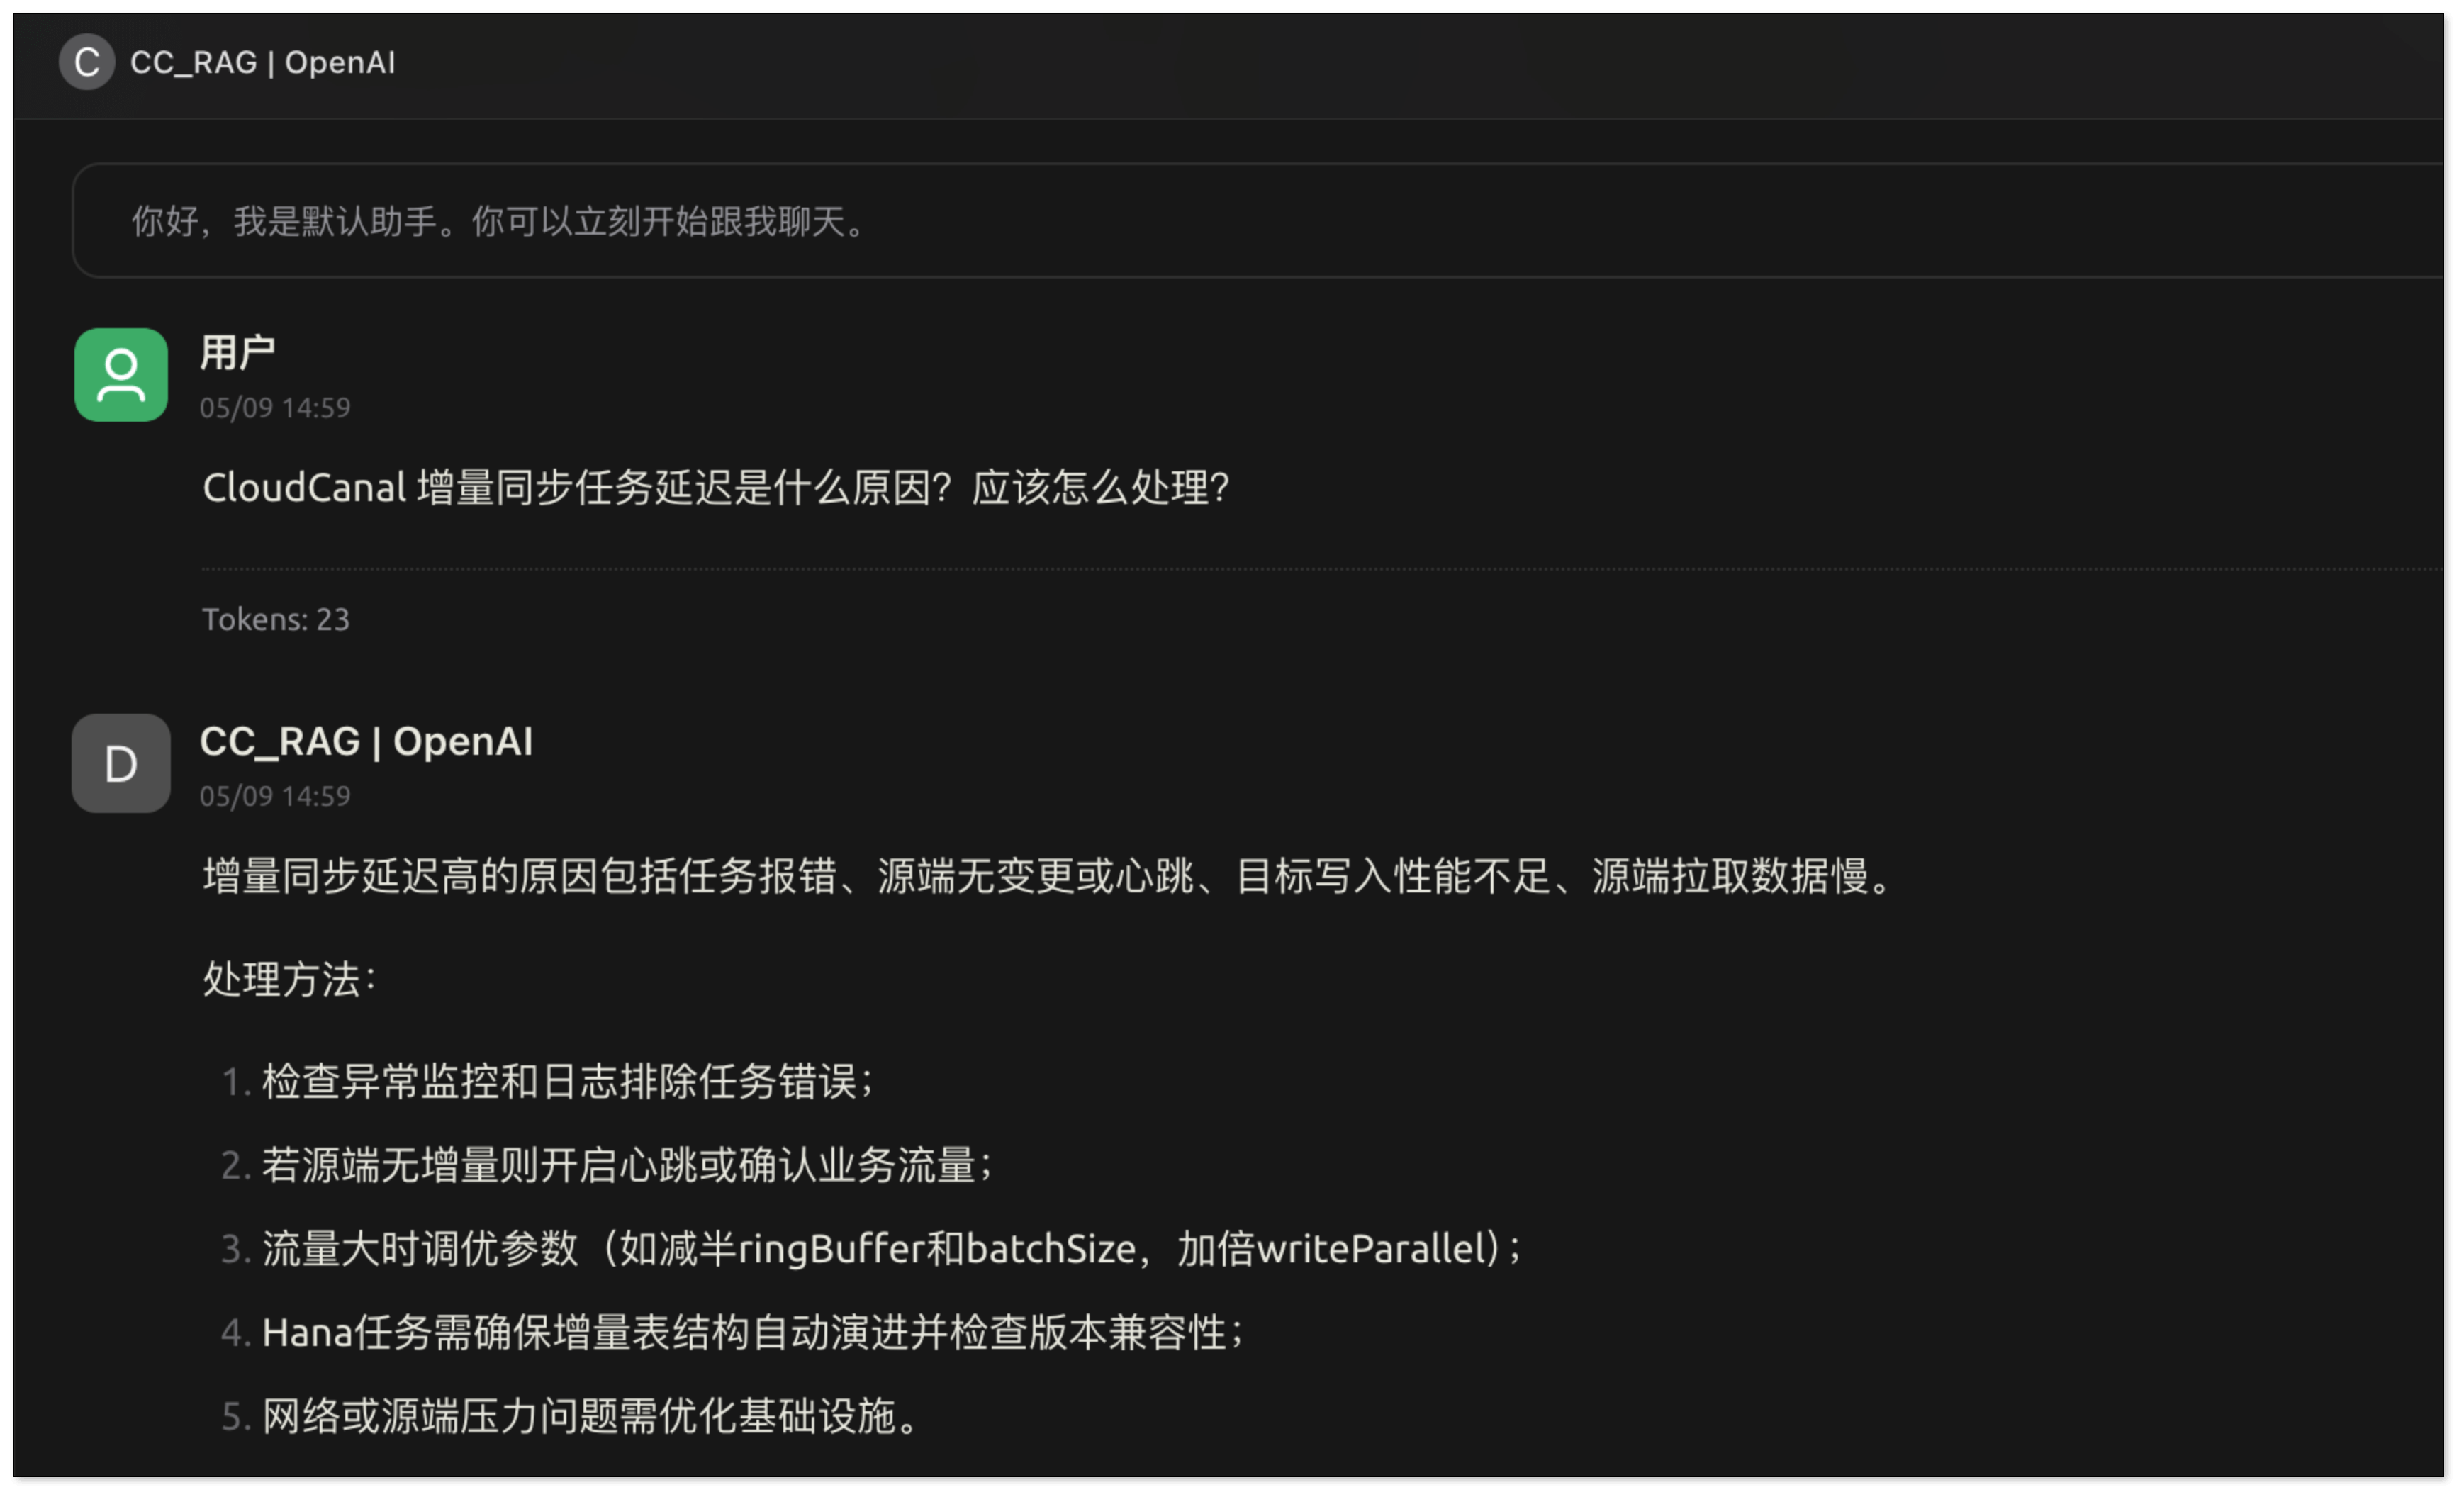 C CC_RAG | OpenAI
你好，我是默认助手。你可以立刻开始跟我聊天。
用户
05/09 14:59
CloudCanal 增量同步任务延迟是什么原因？应该怎么处理？
Tokens: 23
D
CC_RAG | OpenAI
05/09 14:59
增量同步延迟高的原因包括任务报错、源端无变更或心跳、目标写入性能不足、源端拉取数据慢。
处理方法：
1. 检查异常监控和日志排除任务错误；
2. 若源端无增量则开启心跳或确认业务流量；
3. 流量大时调优参数（如减半ringBuffer和batchSize，加倍writeParallel）；
4. Hana任务需确保增量表结构自动演进并检查版本兼容性；
5. 网络或源端压力问题需优化基础设施。